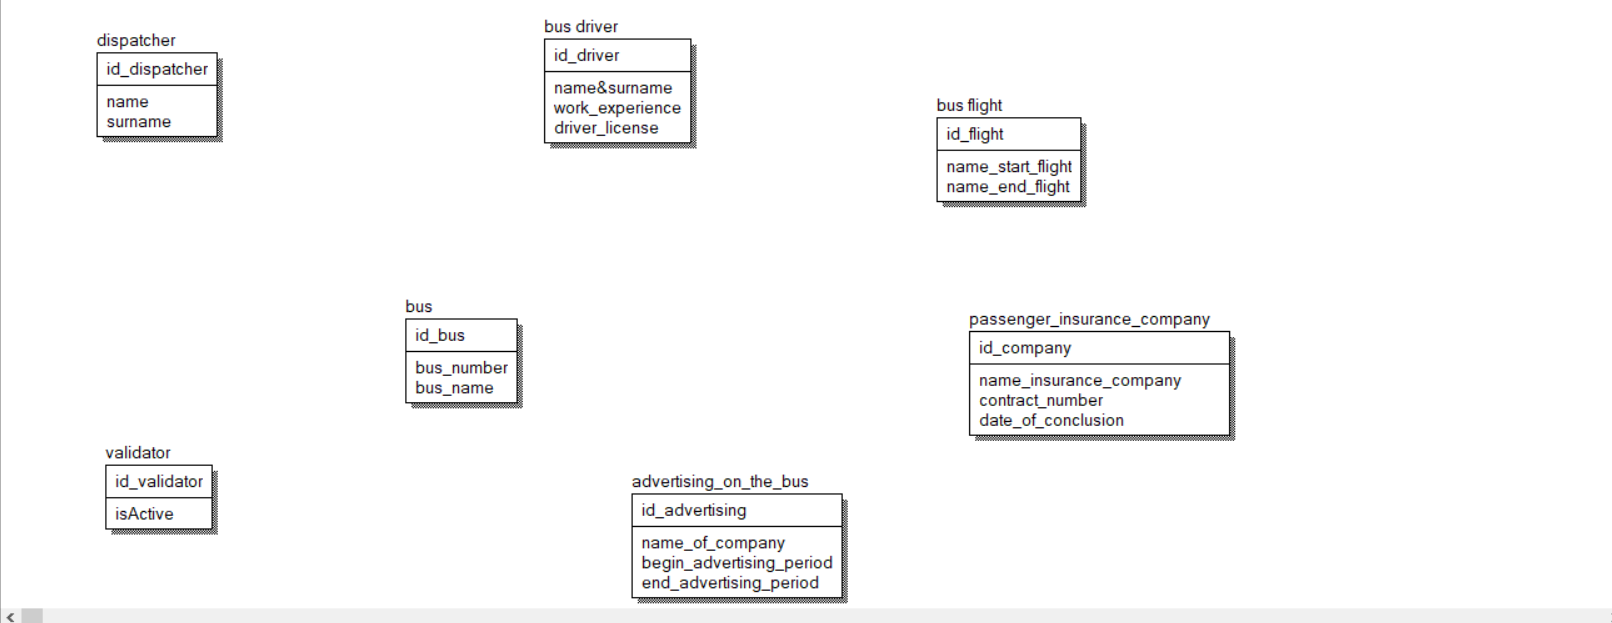 dispatcher
id_dispatcher
name
surname
bus driver
id_driver
name&surname
work_experience
driver_license
bus flight
id_flight
name_start_flight
name_end_flight
bus
id_bus
bus_number
bus_name
passenger_insurance_company
id_company
name_insurance_company
contract_number
date_of_conclusion
validator
id_validator
isActive
advertising_on_the_bus
id_advertising
name_of_company
begin_advertising_period
end_advertising_period